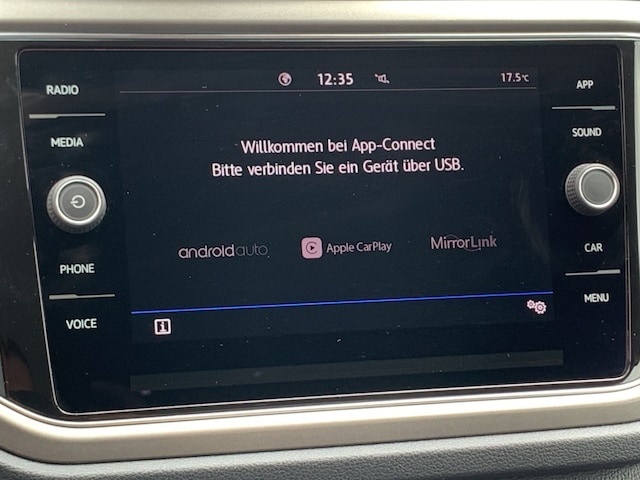 RADIO
MEDIA
PHONE
VOICE
12:35
17.5°C
Willkommen bei App-Connect
Bitte verbinden Sie ein Gerät über USB.
androidauto
Apple CarPlay
MirrorLink
i
APP
SOUND
CAR
MENU